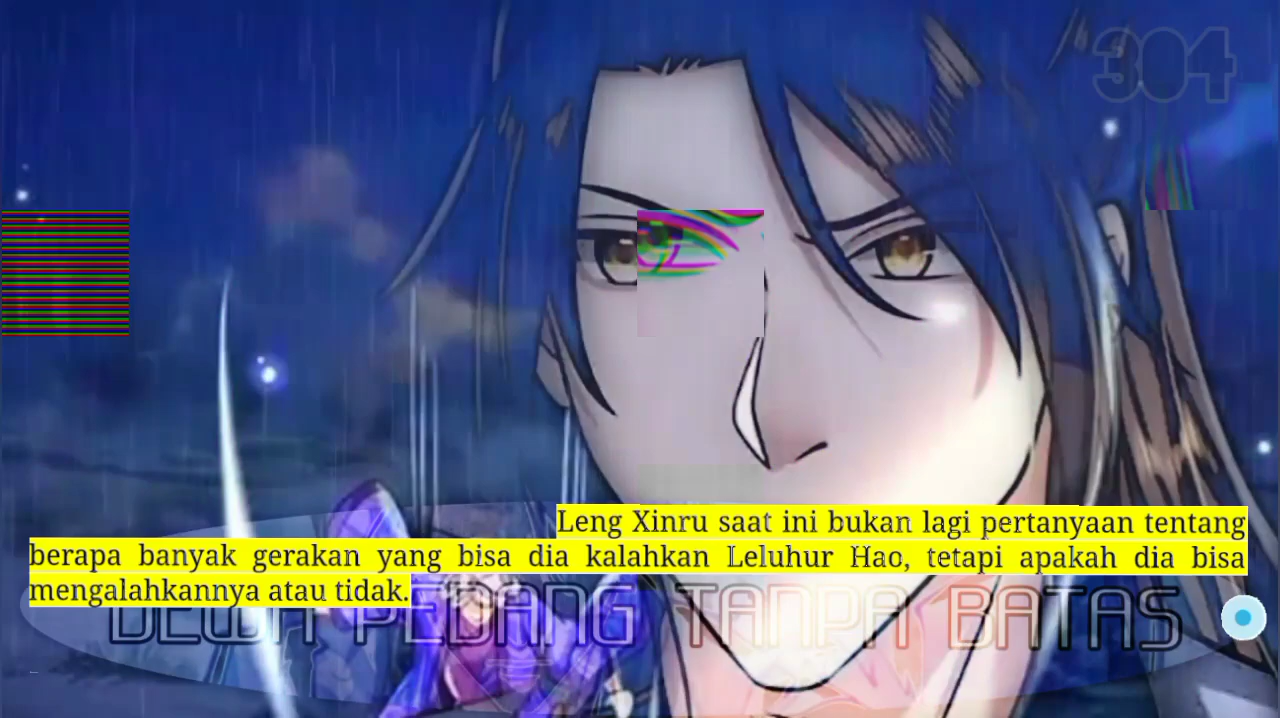 304
Leng Xinru saat ini bukan lagi pertanyaan tentang
berapa banyak gerakan yang bisa dia kalahkan Leluhur Hao, tetapi apakah dia bisa
mengalahkannya atau tidak.
DEWA PEDANG TANPA BATAS